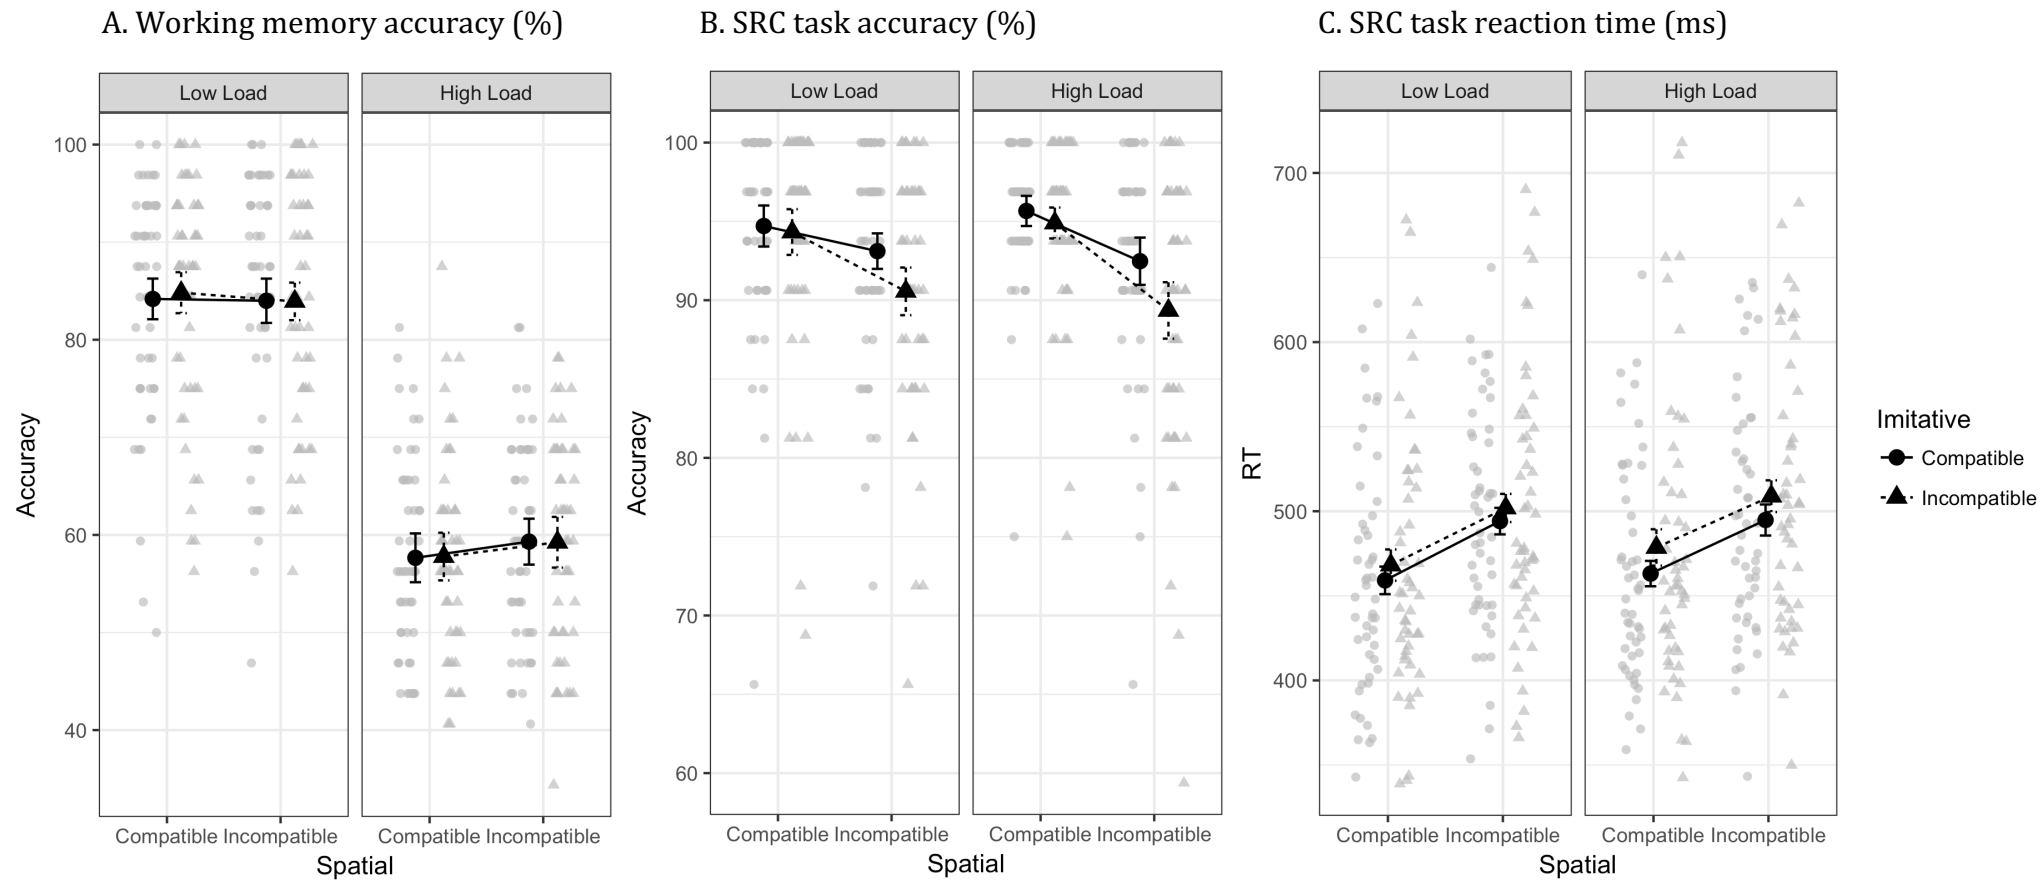 A. Working memory accuracy (%)
B. SRC task accuracy (%)
C. SRC task reaction time (ms)
Low Load
High Load
100
80
60
40
Accuracy
Compatible Incompatible
Compatible Incompatible
Spatial
Low Load
High Load
100
90
80
70
60
Accuracy
Compatible Incompatible
Compatible Incompatible
Spatial
Low Load
High Load
700
600
500
400
RT
Compatible Incompatible
Compatible Incompatible
Spatial
Imitative
Compatible
Incompatible